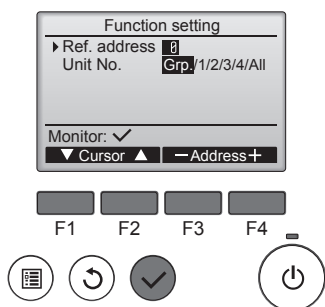 Function setting
Ref. address 0
Unit No. Grp./1/2/3/4/All
Monitor: ✓
▼ Cursor ▲ −Address+
F1 F2 F3 F4